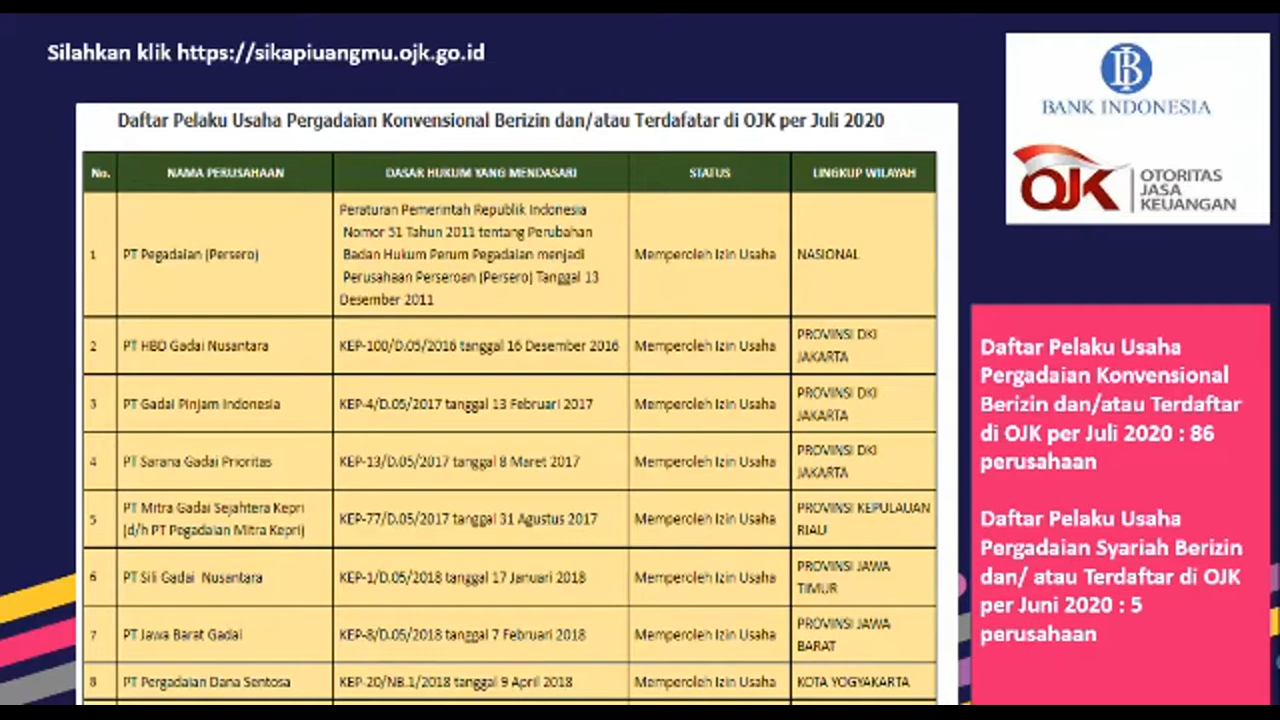 Silahkan klik https://sikapiuangmu.ojk.go.id
BANK INDONESIA
OJK OTORITAS
JASA
KEUANGAN
Daftar Pelaku Usaha Pergadaian Konvensional Berizin dan/atau Terdafatar di OJK per Juli 2020
No. NAMA PERUSAHAAN DASAR HUKUM YANG MENDASARI STATUS LINGKUP WILAYAH
1 PT Pegadaian (Persero) Peraturan Pemerintah Republik Indonesia
Nomor 51 Tahun 2011 tentang Perubahan
Badan Hukum Perum Pegadaian menjadi
Perusahaan Perseroan (Persero) Tanggal 13
Desember 2011
Memperoleh Izin Usaha NASIONAL
2 PT HBD Gadai Nusantara KEP-100/D.05/2016 tanggal 16 Desember 2016 Memperoleh Izin Usaha PROVINSI DKI
JAKARTA
3 PT Gadai Pinjam Indonesia KEP-4/D.05/2017 tanggal 13 Februari 2017 Memperoleh Izin Usaha PROVINSI DKI
JAKARTA
4 PT Sarana Gadai Prioritas KEP-13/D.05/2017 tanggal 8 Maret 2017 Memperoleh Izin Usaha PROVINSI DKI
JAKARTA
5 PT Mitra Gadai Sejahtera Kepri
(d/h PT Pegadaian Mitra Kepri) KEP-77/D.05/2017 tanggal 31 Agustus 2017 Memperoleh Izin Usaha PROVINSI KEPULAUAN
RIAU
6 PT Sili Gadai Nusantara KEP-1/D.05/2018 tanggal 17 Januari 2018 Memperoleh Izin Usaha PROVINSI JAWA
TIMUR
7 PT Jawa Barat Gadai KEP-8/D.05/2018 tanggal 7 Februari 2018 Memperoleh Izin Usaha PROVINSI JAWA
BARAT
8 PT Pergadaian Dana Sentosa KEP-20/NB.1/2018 tanggal 9 April 2018 Memperoleh Izin Usaha KOTA YOGYAKARTA
Daftar Pelaku Usaha
Pergadaian Konvensional
Berizin dan/atau Terdaftar
di OJK per Juli 2020 : 86
perusahaan
Daftar Pelaku Usaha
Pergadaian Syariah Berizin
dan/ atau Terdaftar di OJK
per Juni 2020 : 5
perusahaan